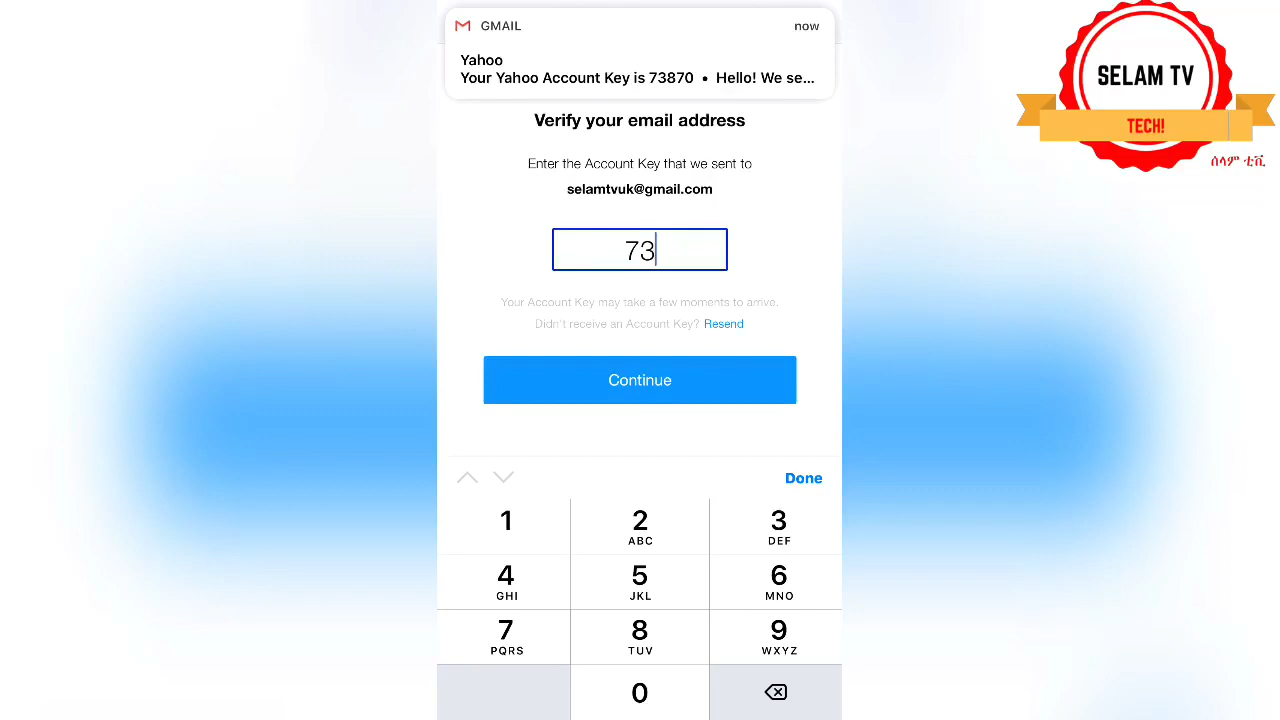 GMAIL
now
Yahoo
Your Yahoo Account Key is 73870 • Hello! We se...
Verify your email address
Enter the Account Key that we sent to
selamtvuk@gmail.com
73
Your Account Key may take a few moments to arrive.
Didn't receive an Account Key? Resend
Continue
Done
1
2
ABC
3
DEF
4
GHI
5
JKL
6
MNO
7
PQRS
8
TUV
9
WXYZ
0
SELAM TV
TECH!
ሰላም ቲቪ